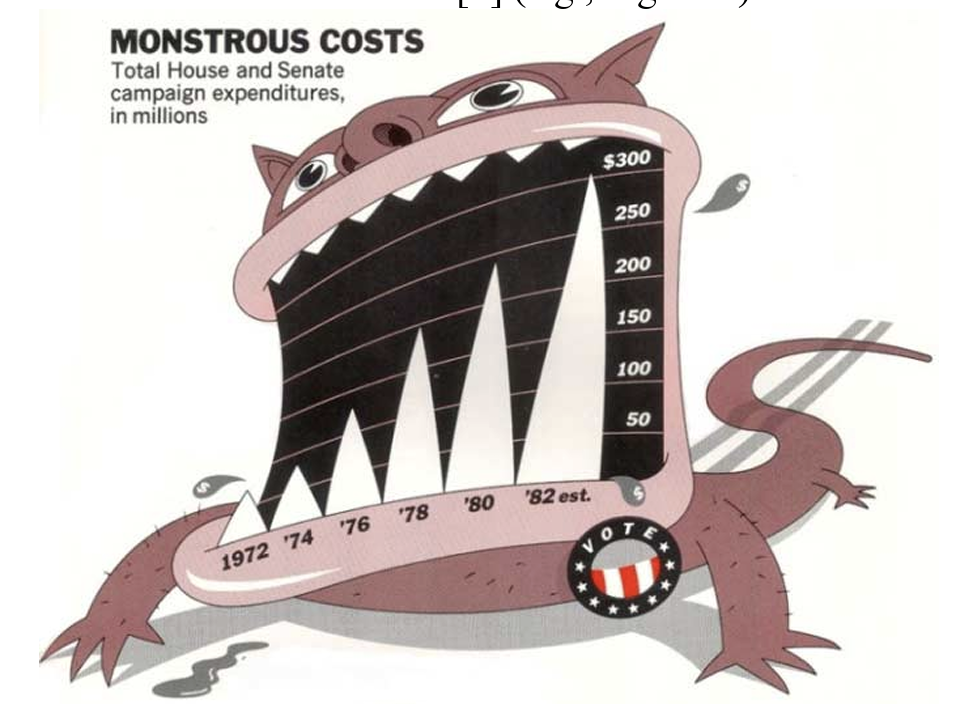 MONSTROUS COSTS
Total House and Senate
campaign expenditures,
in millions
$300
250
200
150
100
50
1972 '74 '76 '78 '80 '82 est.
VOTE
$
$
$